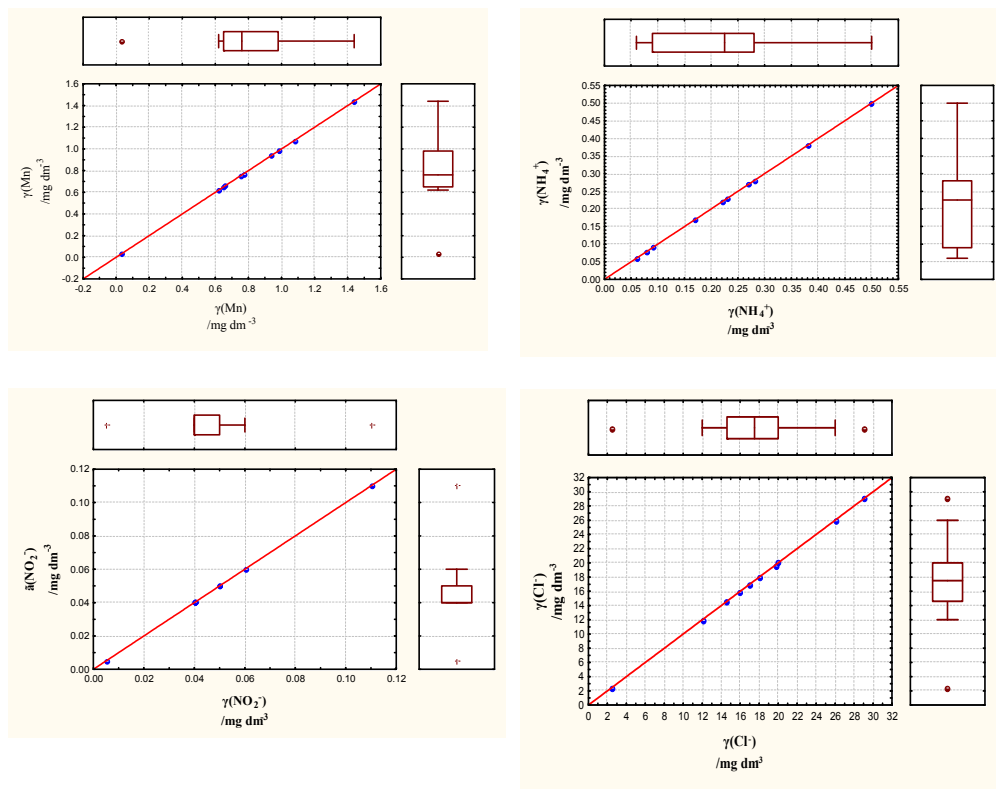 1.6
1.4
1.2
1.0
0.8
0.6
0.4
0.2
0.0
-0.2
γ(Mn)
/mg dm⁻³
-0.2 0.0 0.2 0.4 0.6 0.8 1.0 1.2 1.4 1.6
γ(Mn)
/mg dm⁻³
0.55
0.50
0.45
0.40
0.35
0.30
0.25
0.20
0.15
0.10
0.05
0.00
γ(NH₄⁺)
/mg dm⁻³
0.00 0.05 0.10 0.15 0.20 0.25 0.30 0.35 0.40 0.45 0.50 0.55
γ(NH₄⁺)
/mg dm³
0.12
0.10
0.08
0.06
0.04
0.02
0.00
ã(NO₂⁻)
/mg dm⁻³
0.00 0.02 0.04 0.06 0.08 0.10 0.12
γ(NO₂⁻)
/mg dm³
32
30
28
26
24
22
20
18
16
14
12
10
8
6
4
2
0
γ(Cl⁻)
/mg dm⁻³
0 2 4 6 8 10 12 14 16 18 20 22 24 26 28 30 32
γ(Cl⁻)
/mg dm³